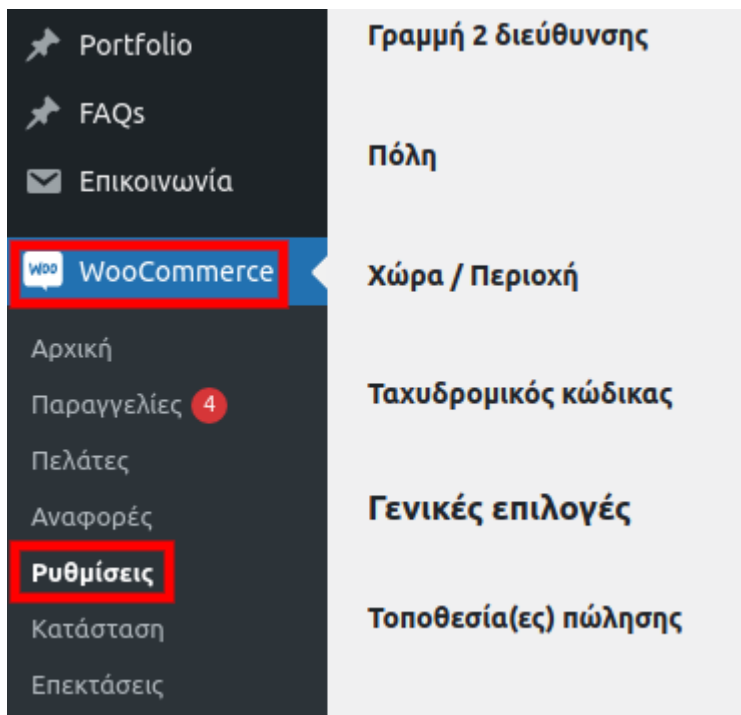 Portfolio
FAQs
Επικοινωνία
Woo WooCommerce
Αρχική
Παραγγελίες 4
Πελάτες
Αναφορές
Ρυθμίσεις
Κατάσταση
Επεκτάσεις
Γραμμή 2 διεύθυνσης
Πόλη
Χώρα / Περιοχή
Ταχυδρομικός κώδικας
Γενικές επιλογές
Τοποθεσία(ες) πώλησης